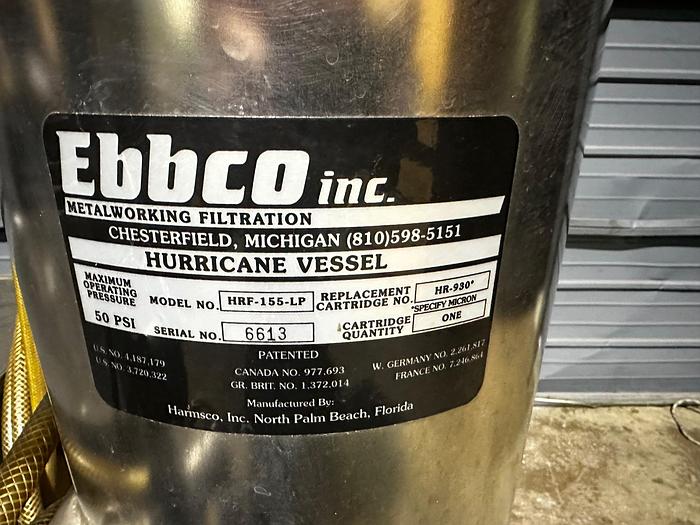 Ebbco inc.
METALWORKING FILTRATION
CHESTERFIELD, MICHIGAN (810)598-5151
HURRICANE VESSEL
MAXIMUM
OPERATING
PRESSURE
50 PSI
MODEL NO. HRF-155-LP
SERIAL NO. 6613
REPLACEMENT
CARTRIDGE NO. HR-980*
*SPECIFY MICRON
CARTRIDGE
QUANTITY ONE
PATENTED
U.S. NO. 4,187,179
U.S. NO. 3,720,322
CANADA NO. 977,693
GR. BRIT. NO. 1,372,014
W. GERMANY NO. 2,261,817
FRANCE NO. 7,246,864
Manufactured By:
Harmsco, Inc. North Palm Beach, Florida